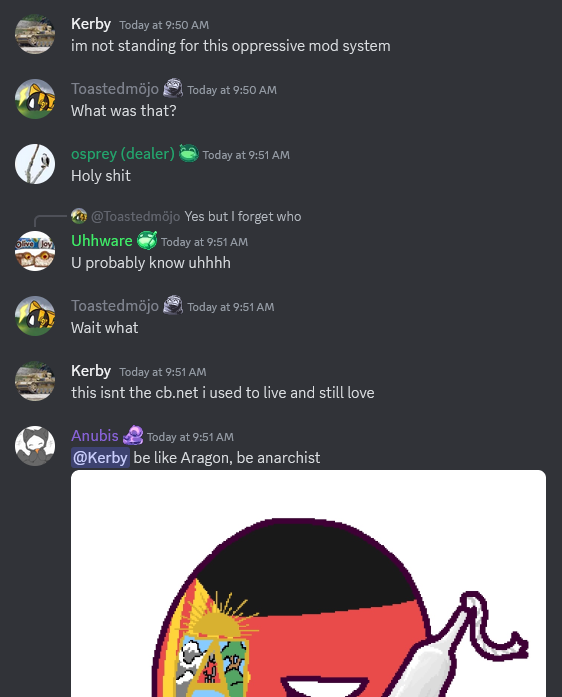 Kerby Today at 9:50 AM
im not standing for this oppressive mod system
Toastedmöjo Today at 9:50 AM
What was that?
osprey (dealer) Today at 9:51 AM
Holy shit
@Toastedmöjo Yes but I forget who
Uhhware Today at 9:51 AM
U probably know uhhhh
Olive Joy
Toastedmöjo Today at 9:51 AM
Wait what
Kerby Today at 9:51 AM
this isnt the cb.net i used to live and still love
Anubis Today at 9:51 AM
@Kerby be like Aragon, be anarchist